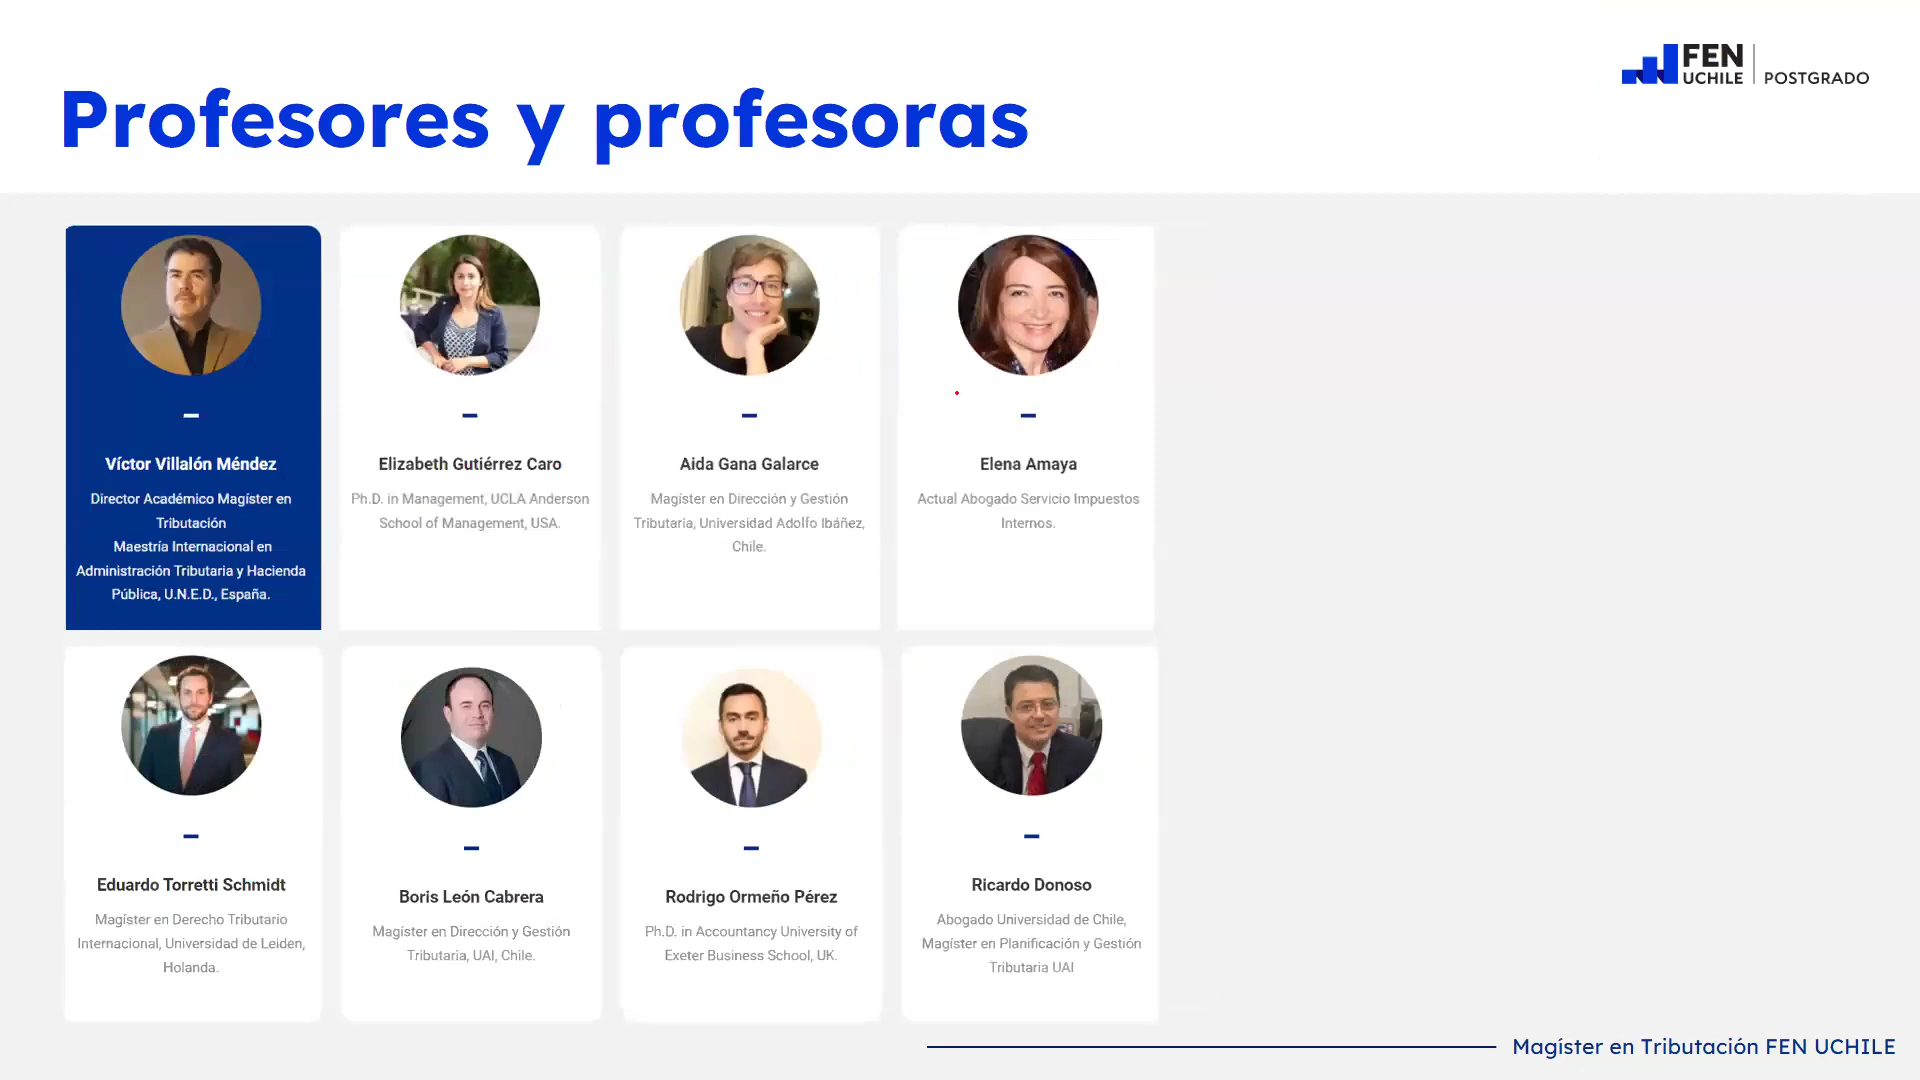 FEN
UCHILE
POSTGRADO
Profesores y profesoras
Víctor Villalón Méndez
Director Académico Magíster en
Tributación
Maestría Internacional en
Administración Tributaria y Hacienda
Pública, U.N.E.D., España.
Elizabeth Gutiérrez Caro
Ph.D. in Management, UCLA Anderson
School of Management, USA.
Aida Gana Galarce
Magíster en Dirección y Gestión
Tributaria, Universidad Adolfo Ibáñez,
Chile.
Elena Amaya
Actual Abogado Servicio Impuestos
Internos.
Eduardo Torretti Schmidt
Magíster en Derecho Tributario
Internacional, Universidad de Leiden,
Holanda.
Boris León Cabrera
Magíster en Dirección y Gestión
Tributaria, UAI, Chile.
Rodrigo Ormeño Pérez
Ph.D. in Accountancy University of
Exeter Business School, UK.
Ricardo Donoso
Abogado Universidad de Chile,
Magíster en Planificación y Gestión
Tributaria UAI
Magíster en Tributación FEN UCHILE